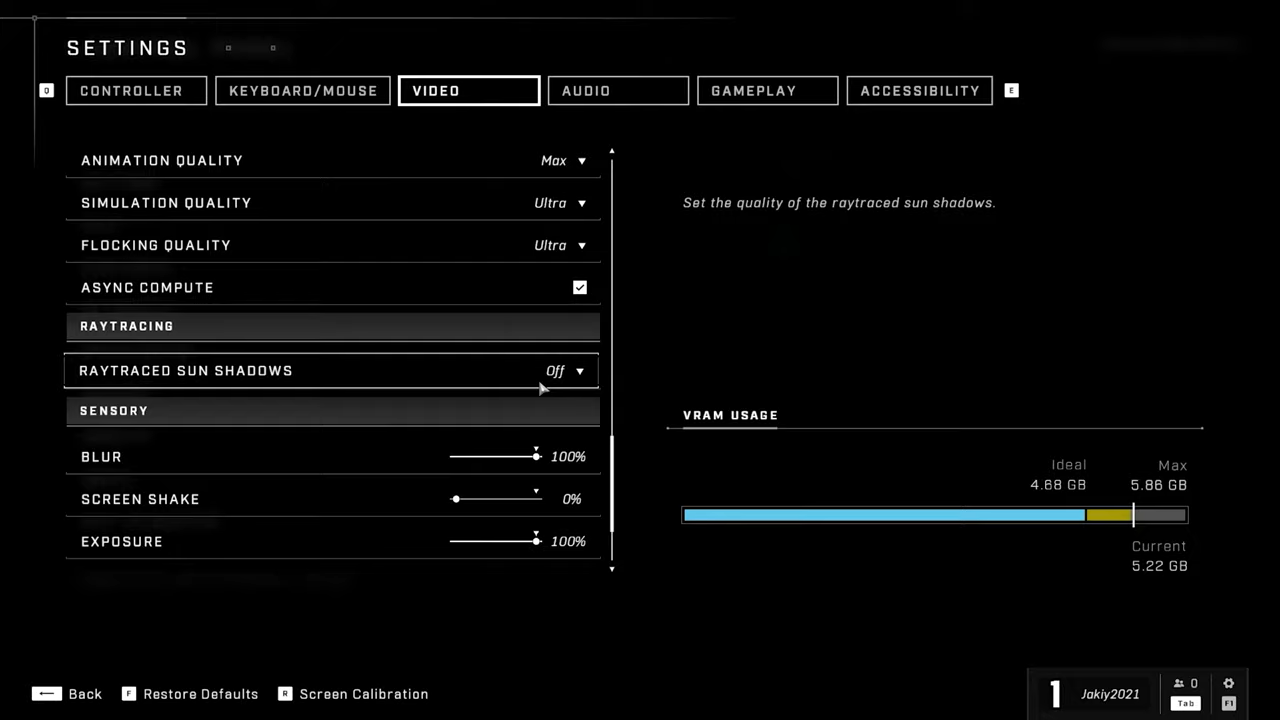 SETTINGS
Q CONTROLLER KEYBOARD/MOUSE VIDEO AUDIO GAMEPLAY ACCESSIBILITY E
ANIMATION QUALITY Max
SIMULATION QUALITY Ultra
FLOCKING QUALITY Ultra
ASYNC COMPUTE
RAYTRACING
RAYTRACED SUN SHADOWS Off
SENSORY
BLUR 100%
SCREEN SHAKE 0%
EXPOSURE 100%
Set the quality of the raytraced sun shadows.
VRAM USAGE
Ideal Max
4.68 GB 5.86 GB
Current
5.22 GB
Back F Restore Defaults R Screen Calibration
1 Jakiy2021 0
Tab F1